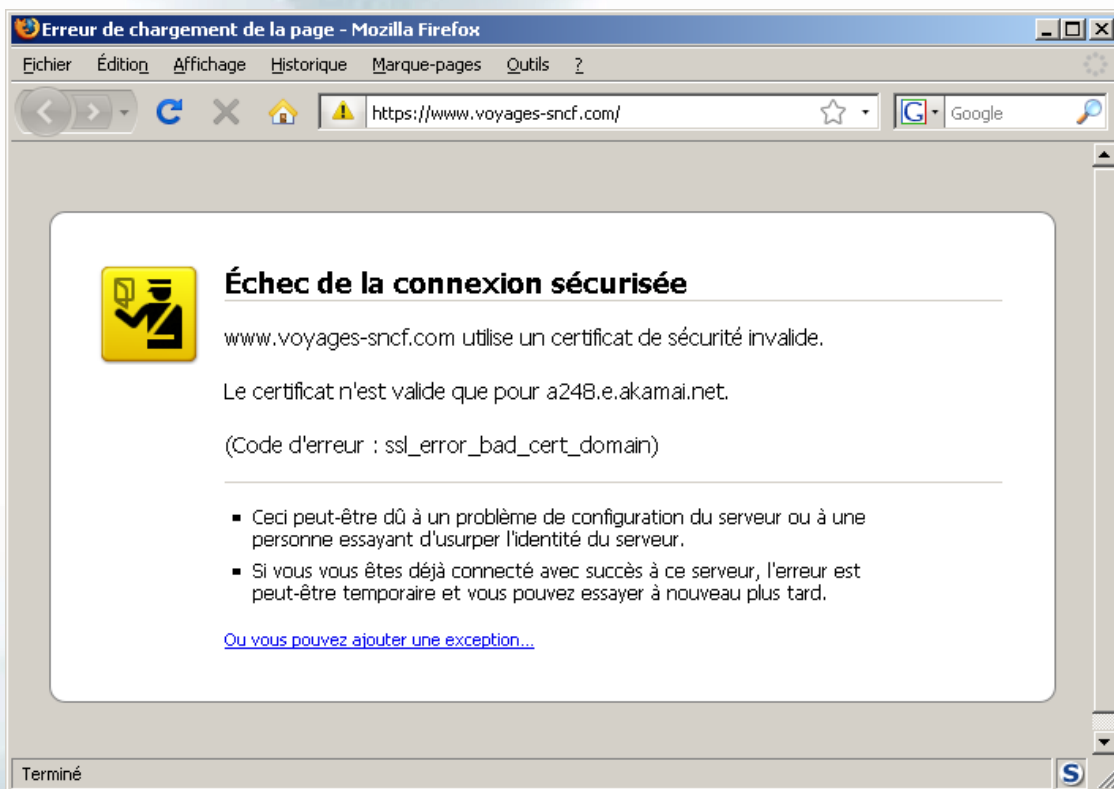 Erreur de chargement de la page - Mozilla Firefox
Fichier Édition Affichage Historique Marque-pages Outils ?
https://www.voyages-sncf.com/ G Google
Échec de la connexion sécurisée
www.voyages-sncf.com utilise un certificat de sécurité invalide.
Le certificat n'est valide que pour a248.e.akamai.net.
(Code d'erreur : ssl_error_bad_cert_domain)
Ceci peut-être dû à un problème de configuration du serveur ou à une
personne essayant d'usurper l'identité du serveur.
Si vous vous êtes déjà connecté avec succès à ce serveur, l'erreur est
peut-être temporaire et vous pouvez essayer à nouveau plus tard.
Ou vous pouvez ajouter une exception...
Terminé S